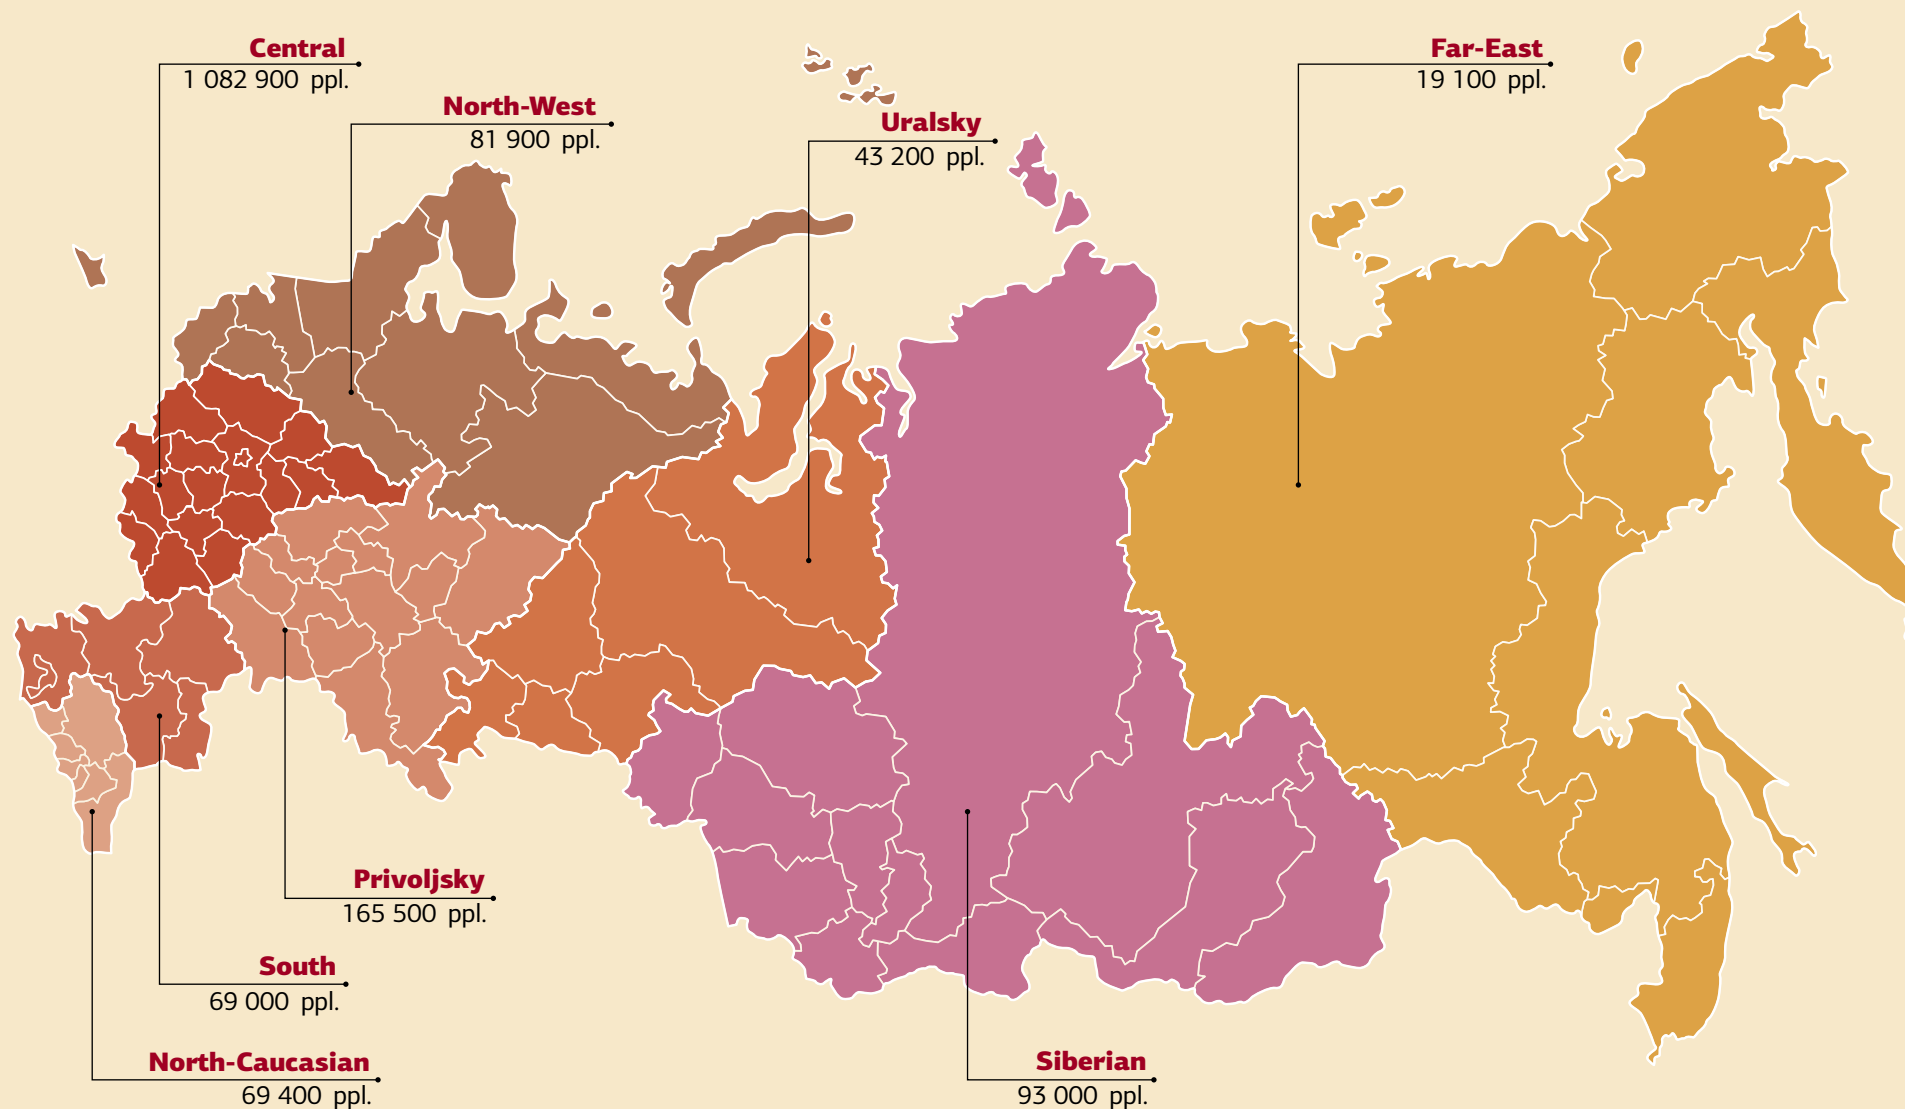 Central
1 082 900 ppl.
North-West
81 900 ppl.
Uralsky
43 200 ppl.
Far-East
19 100 ppl.
Privoljsky
165 500 ppl.
South
69 000 ppl.
North-Caucasian
69 400 ppl.
Siberian
93 000 ppl.